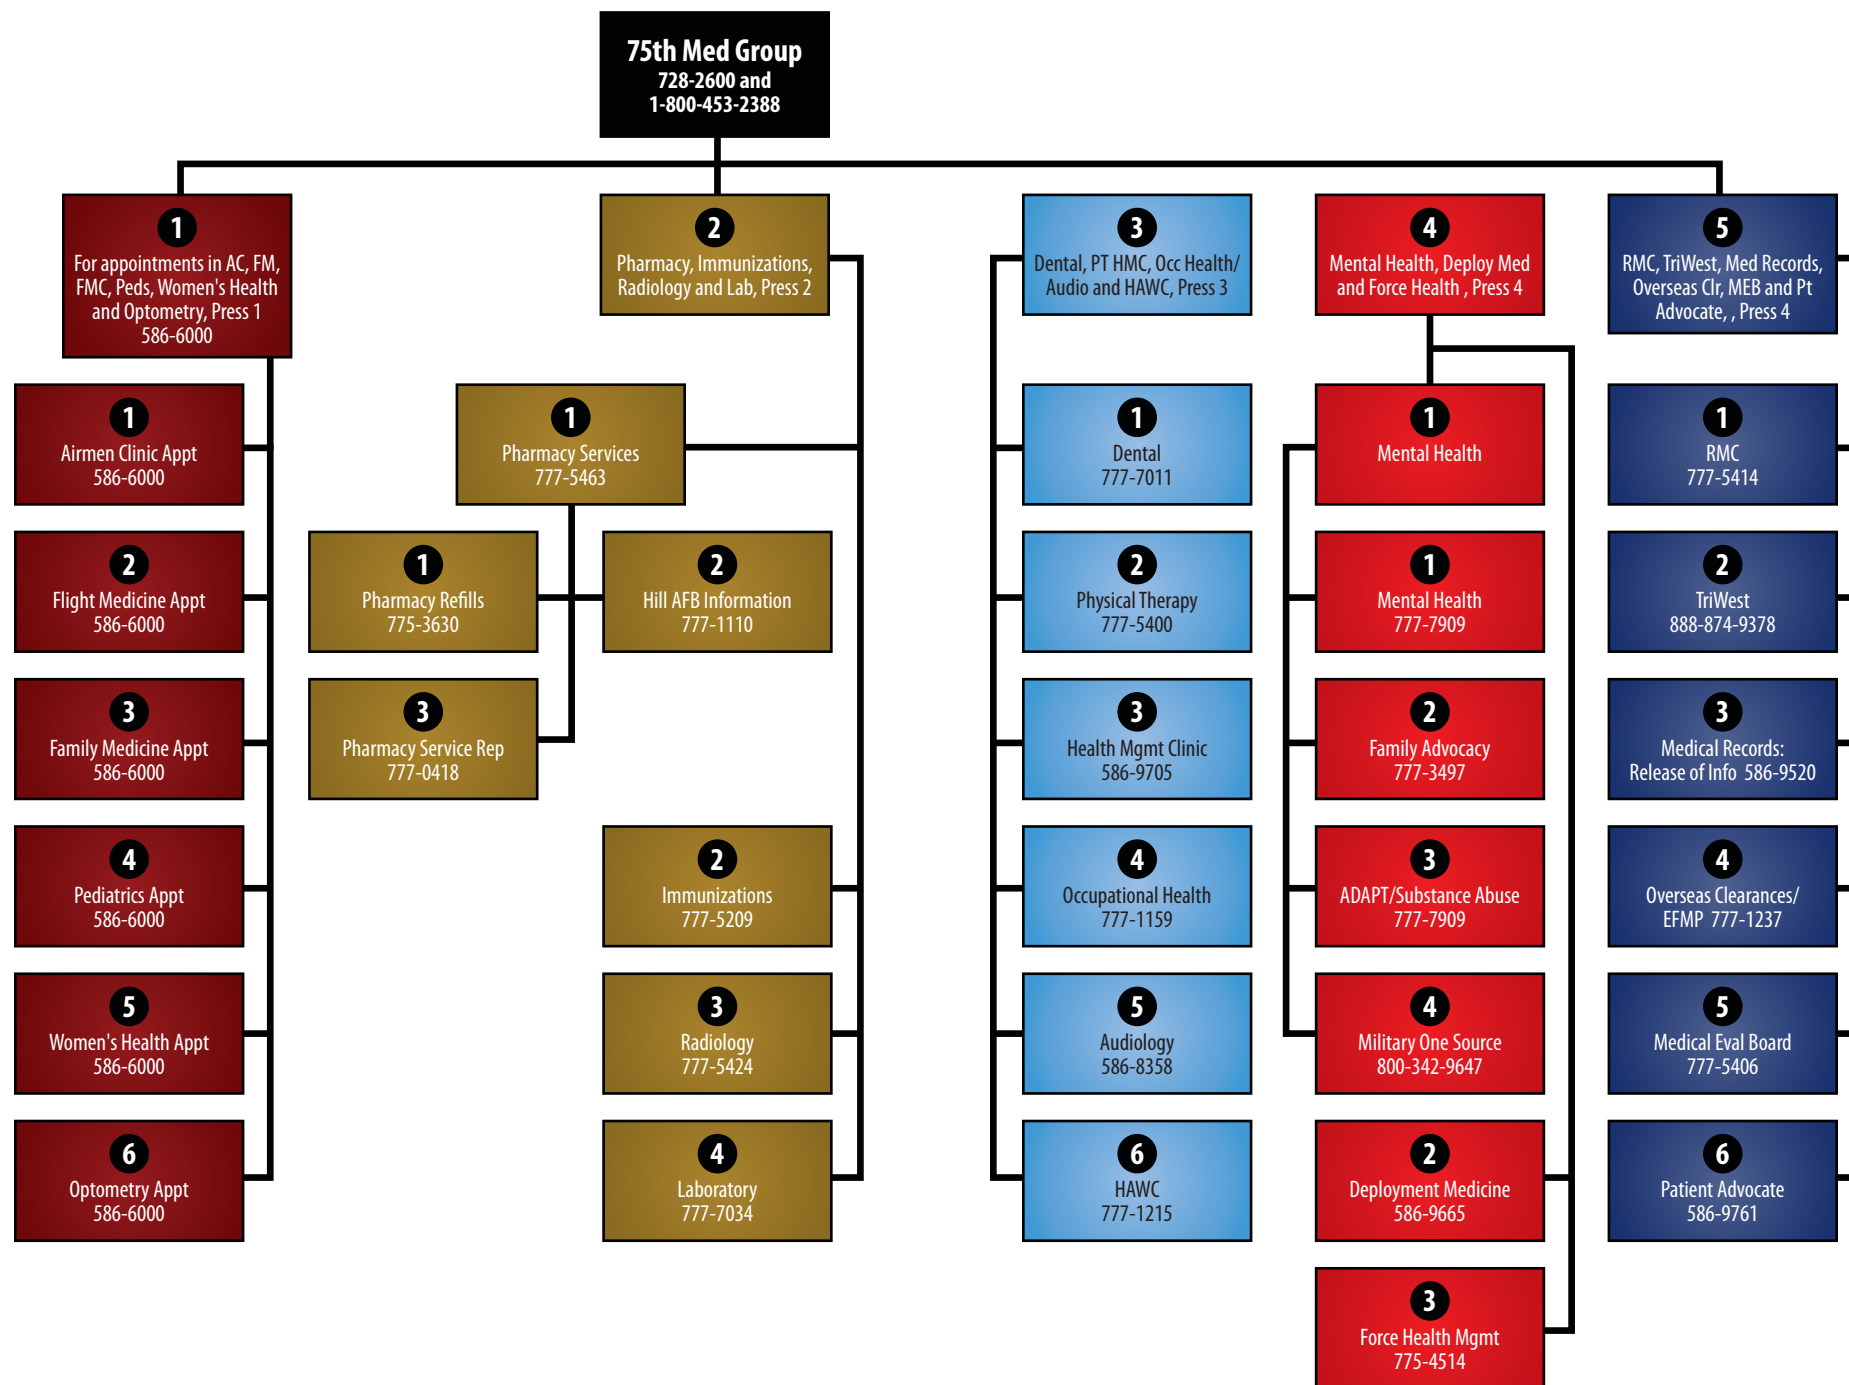 75th Med Group
728-2600 and
1-800-453-2388
1
For appointments in AC, FM,
FMC, Peds, Women's Health
and Optometry, Press 1
586-6000
1
Airmen Clinic Appt
586-6000
2
Flight Medicine Appt
586-6000
3
Family Medicine Appt
586-6000
4
Pediatrics Appt
586-6000
5
Women's Health Appt
586-6000
6
Optometry Appt
586-6000
2
Pharmacy, Immunizations,
Radiology and Lab, Press 2
1
Pharmacy Services
777-5463
1
Pharmacy Refills
775-3630
2
Hill AFB Information
777-1110
3
Pharmacy Service Rep
777-0418
2
Immunizations
777-5209
3
Radiology
777-5424
4
Laboratory
777-7034
3
Dental, PT HMC, Occ Health/
Audio and HAWC, Press 3
1
Dental
777-7011
2
Physical Therapy
777-5400
3
Health Mgmt Clinic
586-9705
4
Occupational Health
777-1159
5
Audiology
586-8358
6
HAWC
777-1215
4
Mental Health, Deploy Med
and Force Health , Press 4
1
Mental Health
1
Mental Health
777-7909
2
Family Advocacy
777-3497
3
ADAPT/Substance Abuse
777-7909
4
Military One Source
800-342-9647
2
Deployment Medicine
586-9665
3
Force Health Mgmt
775-4514
5
RMC, TriWest, Med Records,
Overseas Clr, MEB and Pt
Advocate, , Press 4
1
RMC
777-5414
2
TriWest
888-874-9378
3
Medical Records:
Release of Info 586-9520
4
Overseas Clearances/
EFMP 777-1237
5
Medical Eval Board
777-5406
6
Patient Advocate
586-9761